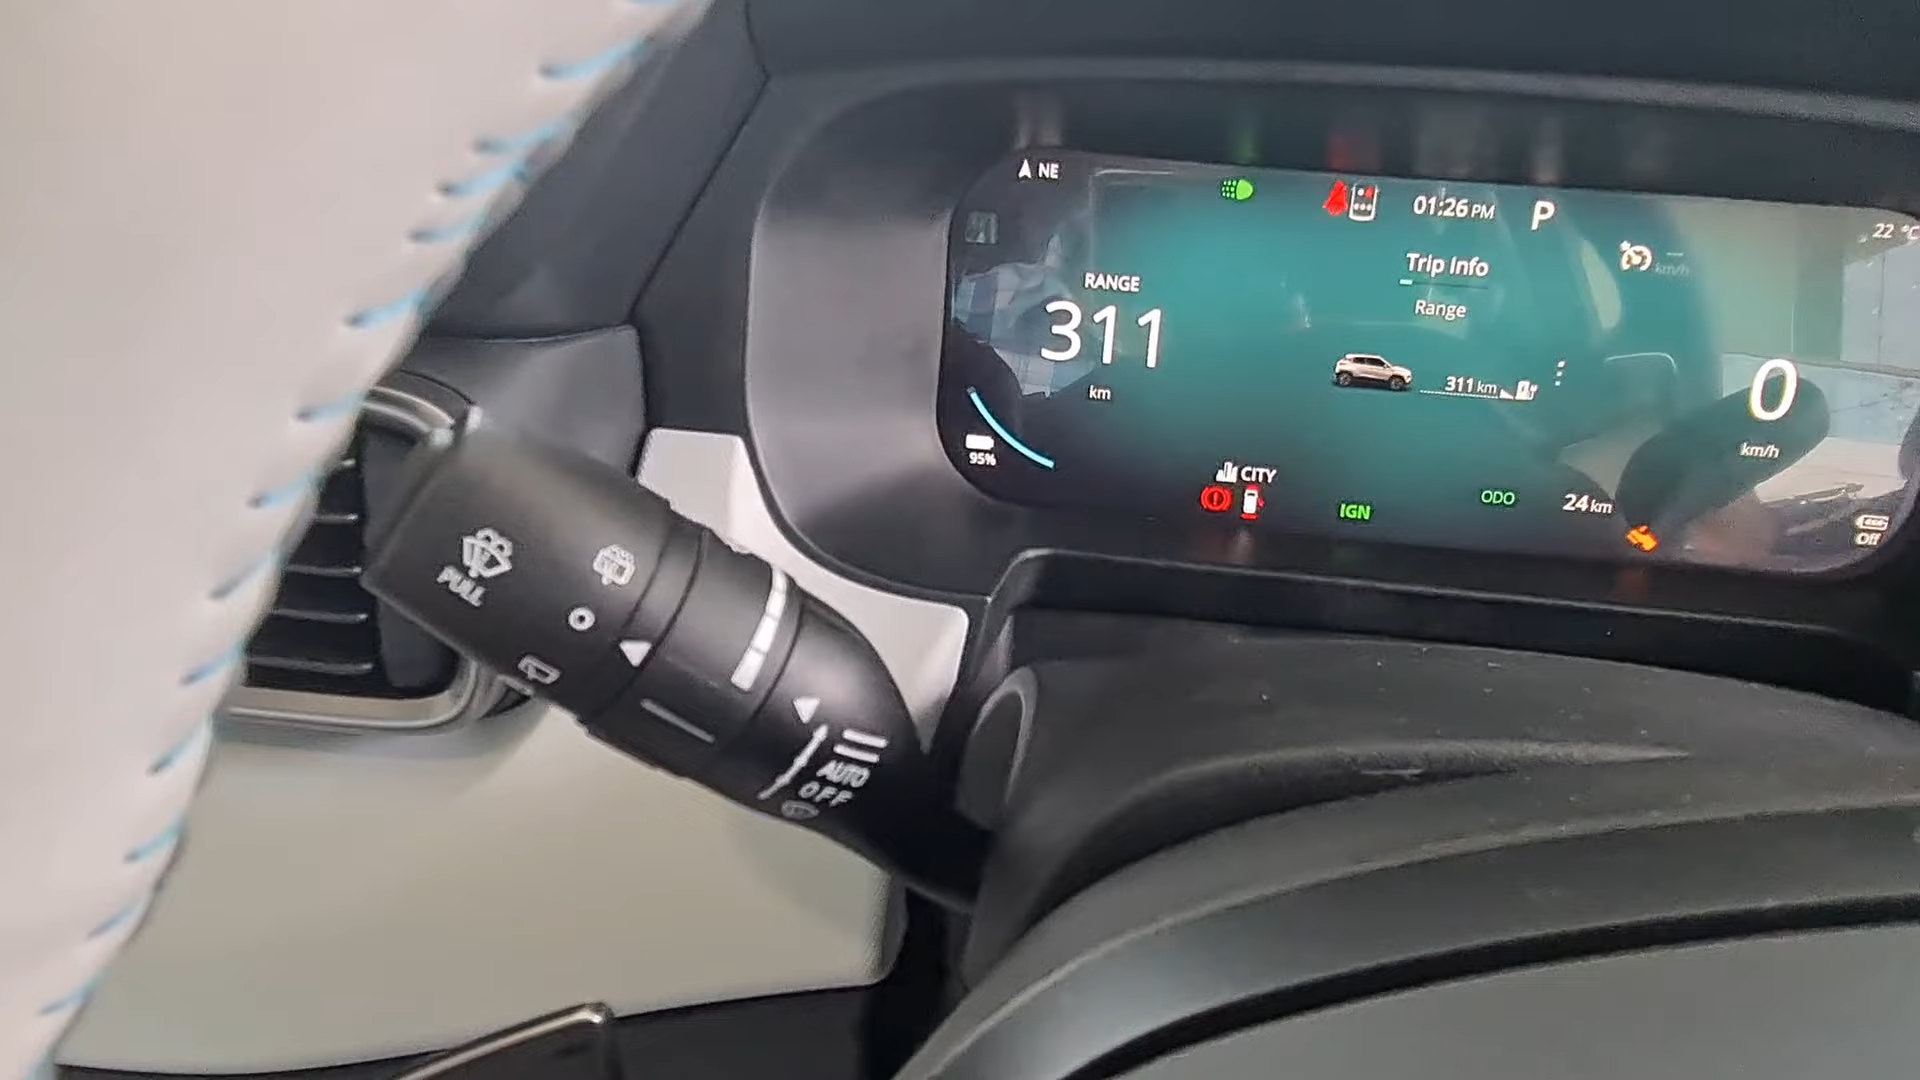 NE
01:26 PM
P
22 °C
Trip Info
km/h
RANGE
311
km
Range
311 km
0
km/h
95%
CITY
IGN
ODO
24 km
Off
PULL
AUTO
OFF